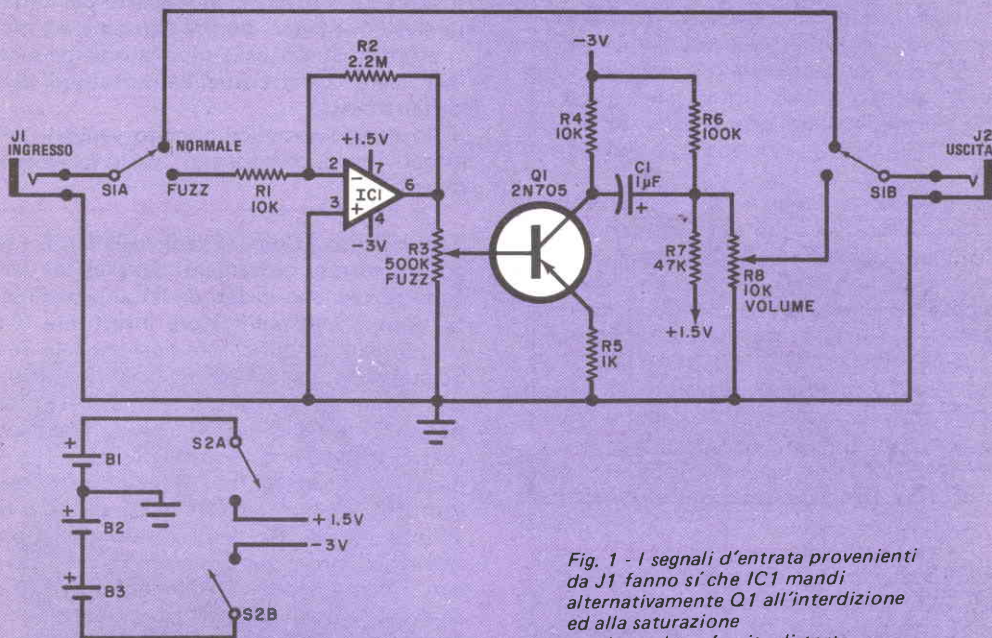 J1
INGRESSO
S1A
NORMALE
FUZZ
R1
10K
R2
2.2M
+1.5V
2
7
IC1
6
3
4
-3V
R3
500K
FUZZ
Q1
2N705
-3V
R4
10K
C1
1µF
+
R6
100K
R7
47K
+1.5V
R8
10K
VOLUME
R5
1K
J2
USCITA
S1B
+
B1
+
B2
+
B3
S2A
+1.5V
-3V
S2B
Fig. 1 - I segnali d'entrata provenienti
da J1 fanno sì che IC1 mandi
alternativamente Q1 all'interdizione
ed alla saturazione